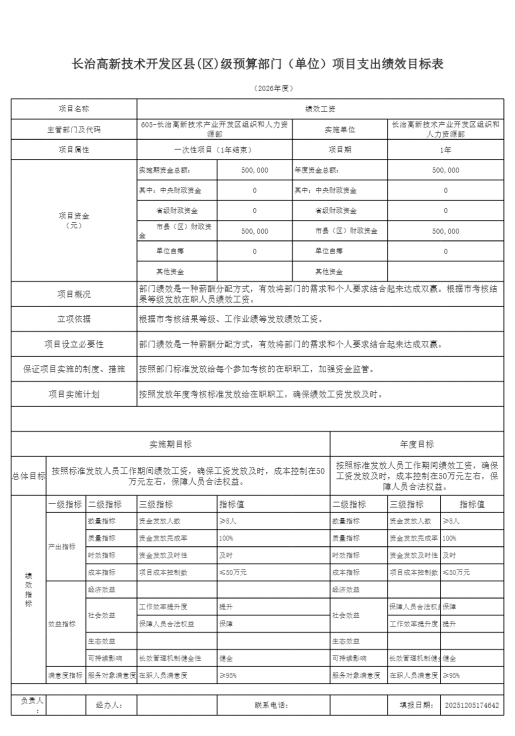 长治高新技术开发区县(区)级预算部门（单位）项目支出绩效目标表
（2026年度）
项目名称 绩效工资
主管部门及代码 605-长治高新技术产业开发区组织和人力资源部 实施单位 长治高新技术产业开发区组织和人力资源部
项目属性 一次性项目（1年结束） 项目期 1年
项目资金（元）
实施期资金总额： 500,000 年度资金总额： 500,000
其中：中央财政资金 0 其中：中央财政资金 0
省级财政资金 0 省级财政资金 0
市县（区）财政资金 500,000 市县（区）财政资金 500,000
单位自筹 0 单位自筹 0
其他资金 其他资金
项目概况 部门绩效是一种薪酬分配方式，有效将部门的需求和个人要求结合起来达成双赢。根据市考核结果等级发放在职人员绩效工资。
立项依据 根据市考核结果等级、工作业绩等发放绩效工资。
项目设立必要性 部门绩效是一种薪酬分配方式，有效将部门的需求和个人要求结合起来达成双赢。
保证项目实施的制度、措施 按照部门标准发放给每个参加考核的在职职工，加强资金监管。
项目实施计划 按照发放年度考核标准发放给在职职工，确保绩效工资发放及时。
实施期目标 年度目标
总体目标 按照标准发放人员工作期间绩效工资，确保工资发放及时，成本控制在50万元左右，保障人员合法权益。 按照标准发放人员工作期间绩效工资，确保工资发放及时，成本控制在50万元左右，保障人员合法权益。
绩效指标
一级指标 二级指标 三级指标 指标值 二级指标 三级指标 指标值
产出指标
数量指标 资金发放人数 ≥8人 数量指标 资金发放人数 ≥8人
质量指标 资金发放完成率 100% 质量指标 资金发放完成率 100%
时效指标 资金发放及时性 及时 时效指标 资金发放及时性 及时
成本指标 项目成本控制数 ≤50万元 成本指标 项目成本控制数 ≤50万元
效益指标
经济效益 经济效益
社会效益 工作效率提升度 提升 社会效益 保障人员合法权益 保障
保障人员合法权益 保障 工作效率提升度 提升
生态效益 生态效益
可持续影响 长效管理机制健全性 健全 可持续影响 长效管理机制健全 健全
满意度指标 服务对象满意度 在职人员满意度 ≥95% 服务对象满意度 在职人员满意度 ≥95%
负责人： 经办人： 联系电话： 填报日期： 20251205174642